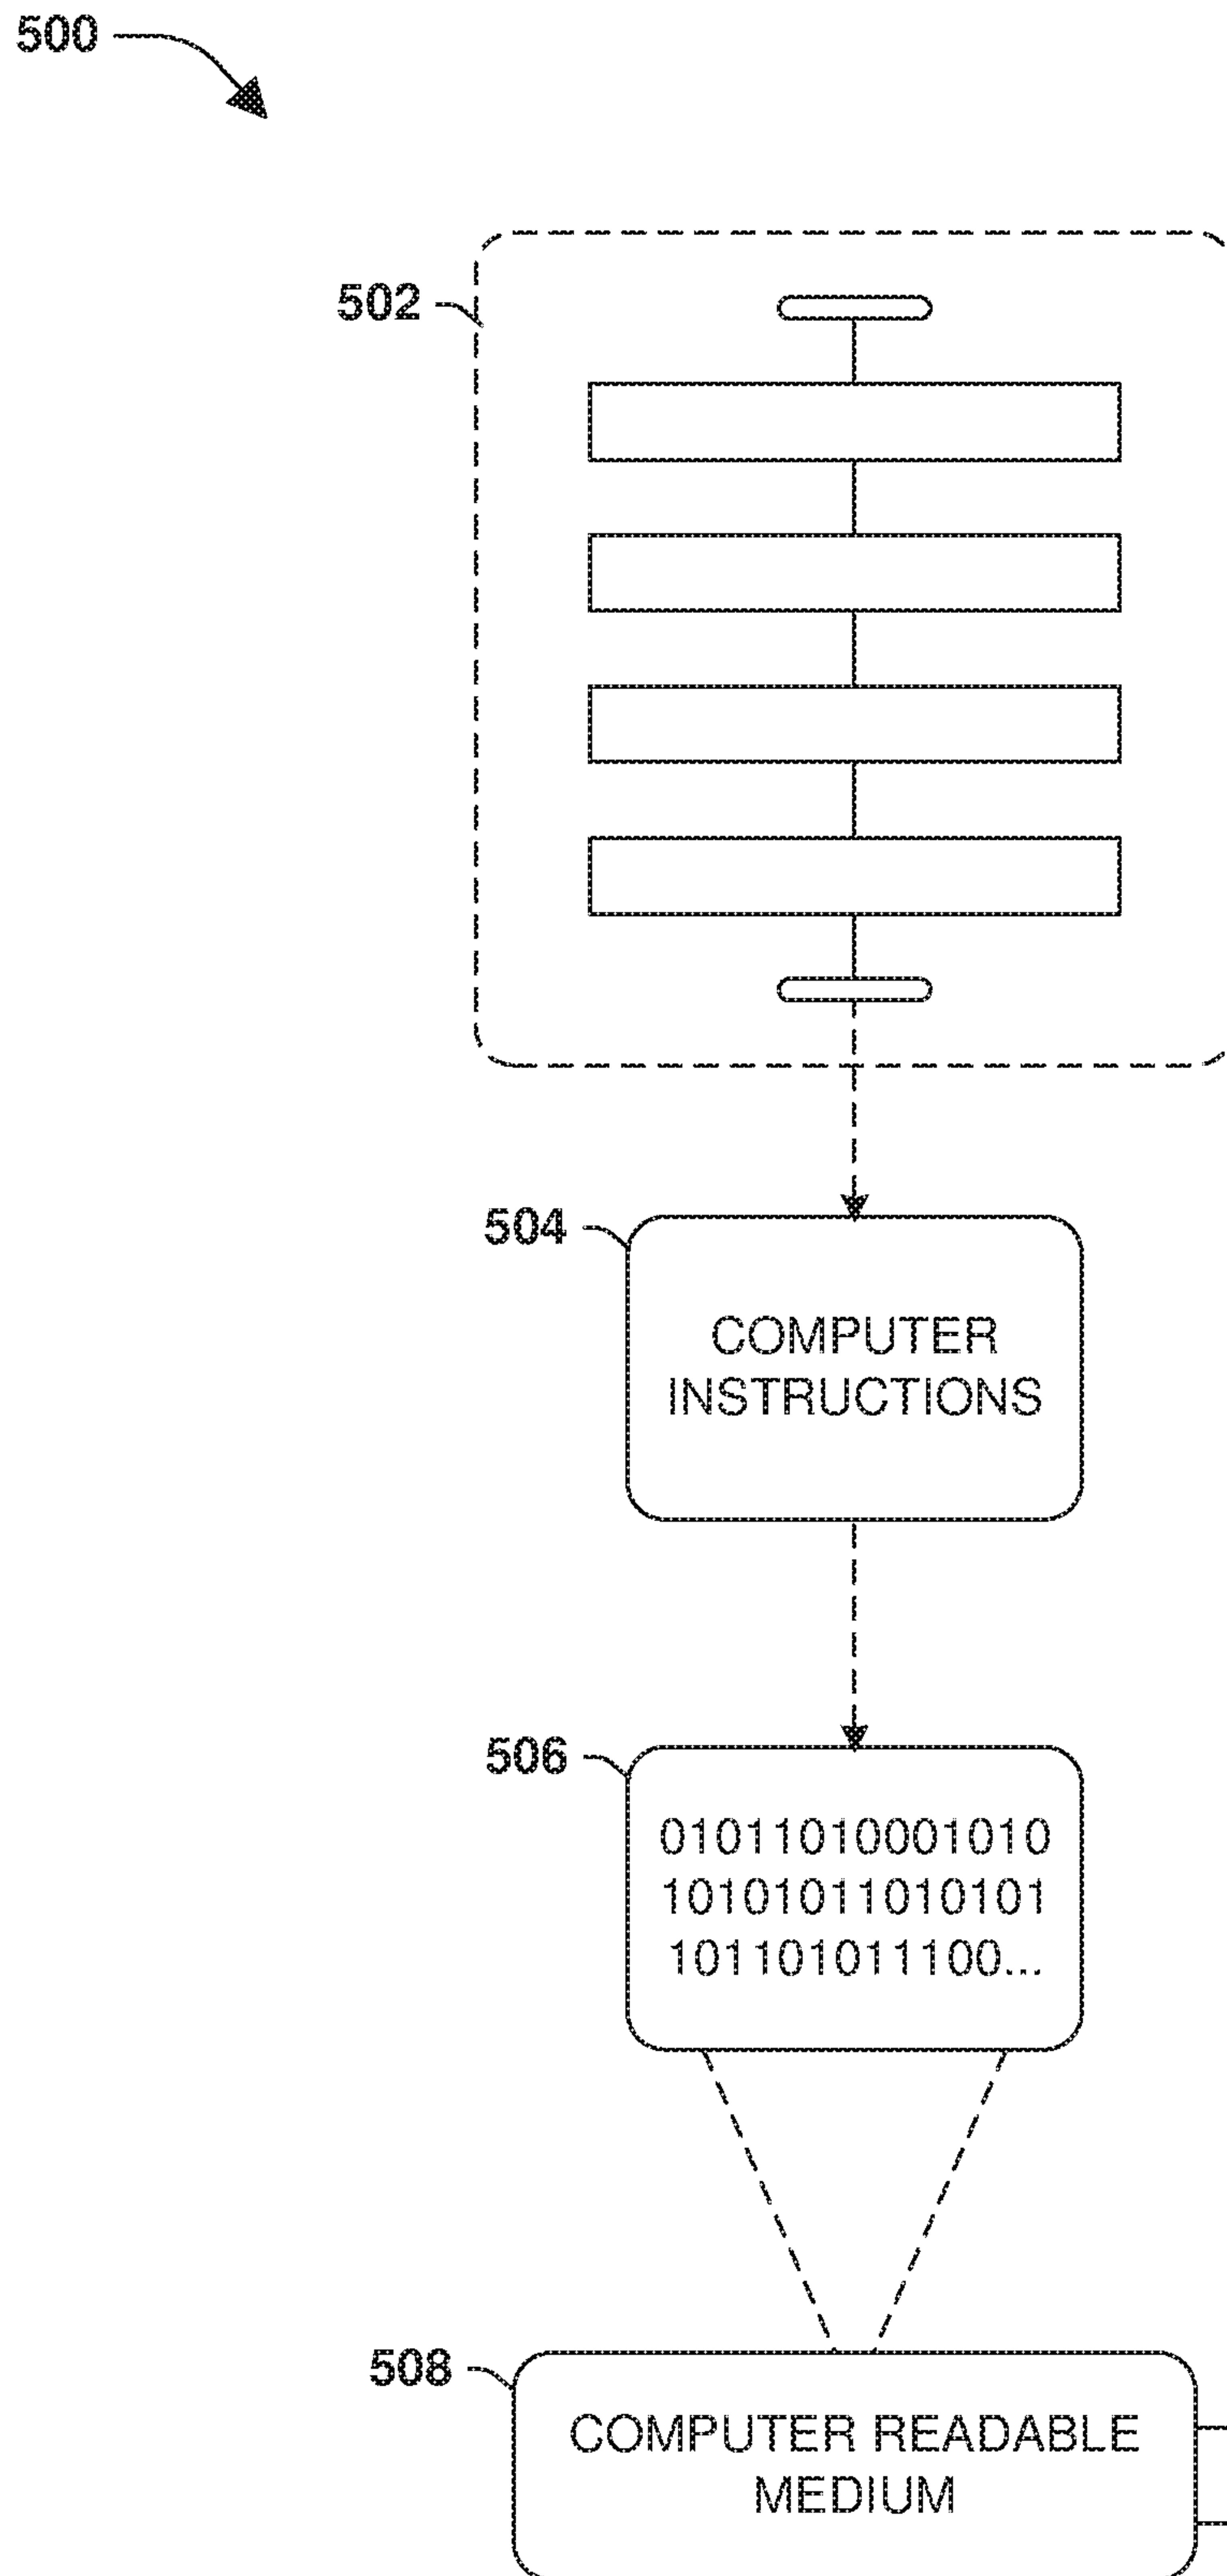 500
502
504
COMPUTER
INSTRUCTIONS
506
01011010001010
10101011010101
101101011100...
508
COMPUTER READABLE
MEDIUM